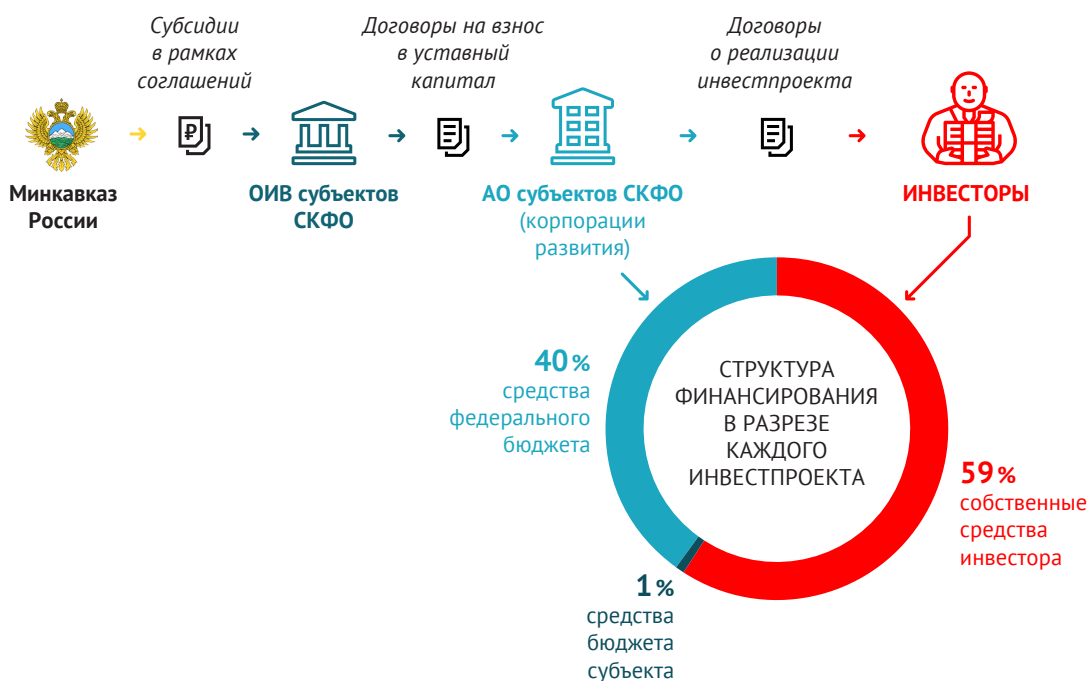 Субсидии
в рамках
соглашений
Договоры на взнос
в уставный
капитал
Договоры
о реализации
инвестпроекта
₽
Минкавказ
России
ОИВ субъектов
СКФО
АО субъектов СКФО
(корпорации
развития)
ИНВЕСТОРЫ
40 %
средства
федерального
бюджета
СТРУКТУРА
ФИНАНСИРОВАНИЯ
В РАЗРЕЗЕ
КАЖДОГО
ИНВЕСТПРОЕКТА
59 %
собственные
средства
инвестора
1 %
средства
бюджета
субъекта